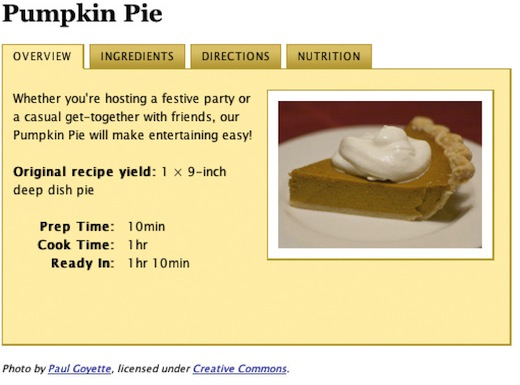 Pumpkin Pie
OVERVIEW INGREDIENTS DIRECTIONS NUTRITION
Whether you're hosting a festive party or
a casual get-together with friends, our
Pumpkin Pie will make entertaining easy!
Original recipe yield: 1 × 9-inch
deep dish pie
Prep Time: 10min
Cook Time: 1hr
Ready In: 1hr 10min
Photo by Paul Goyette, licensed under Creative Commons.